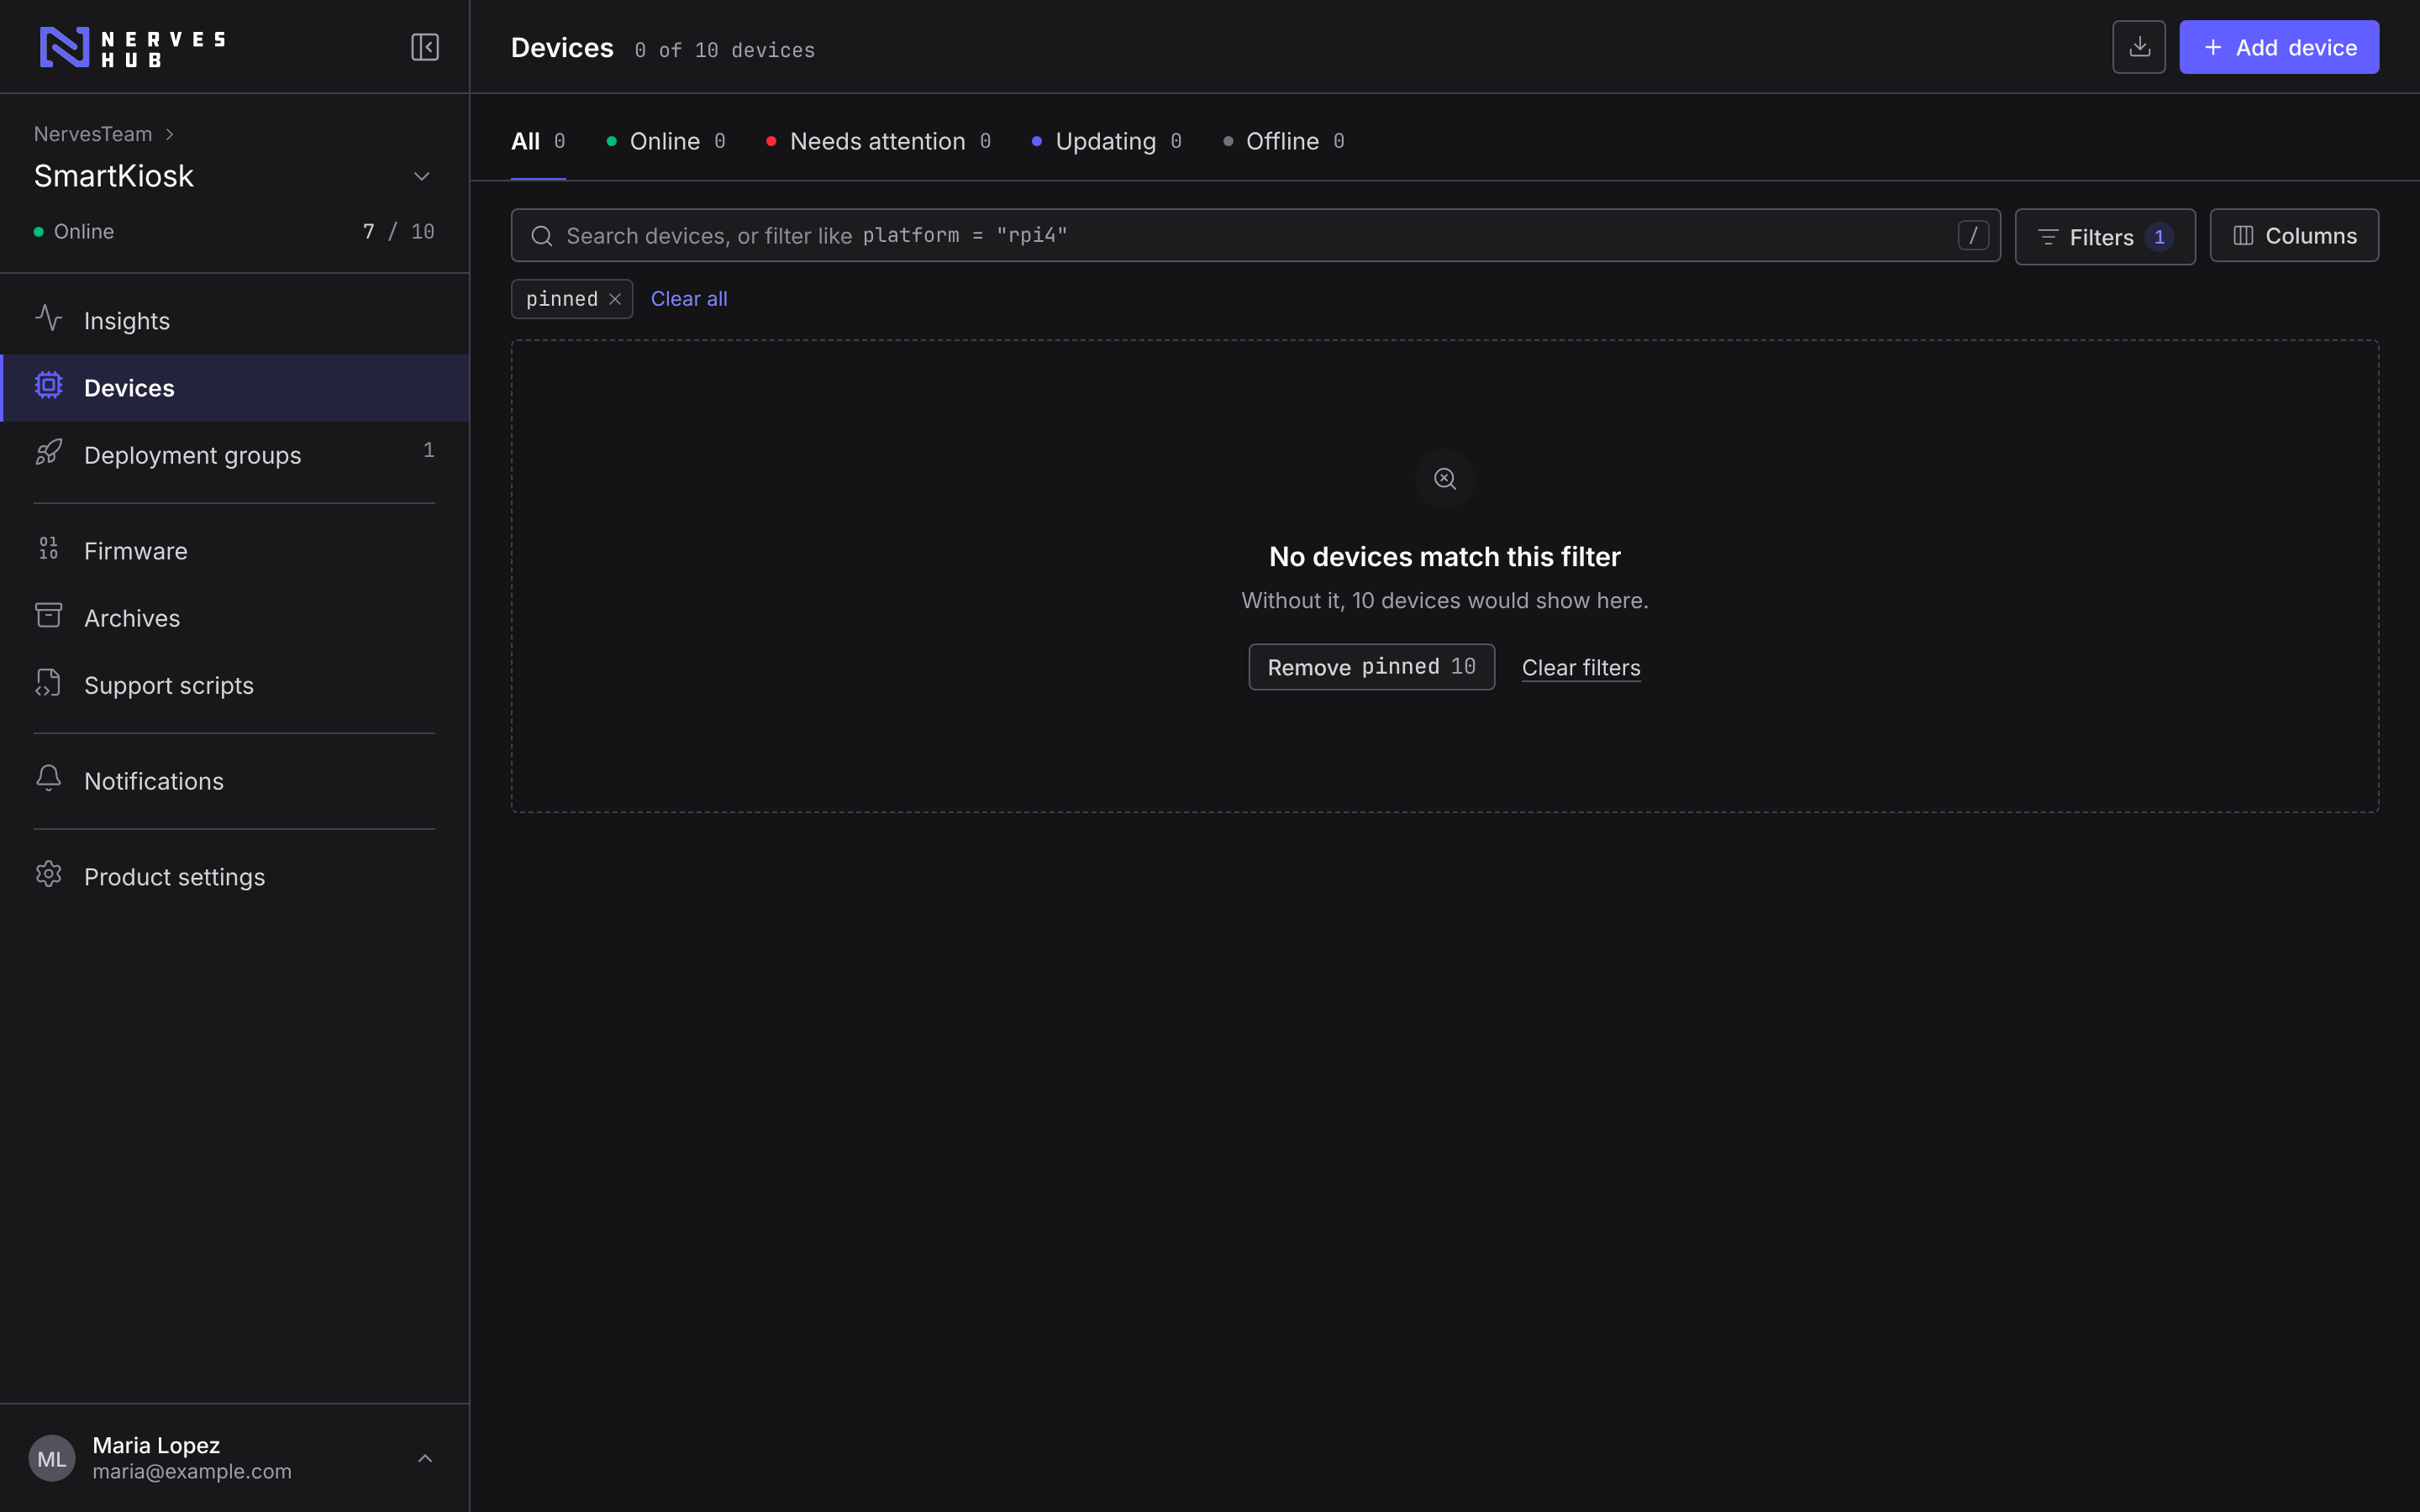 NERVES
HUB
NervesTeam
SmartKiosk
Online 7 / 10
Insights
Devices
Deployment groups 1
Firmware
Archives
Support scripts
Notifications
Product settings
ML
Maria Lopez
maria@example.com
Devices 0 of 10 devices
+ Add device
All 0 Online 0 Needs attention 0 Updating 0 Offline 0
Search devices, or filter like platform = "rpi4" /
Filters 1
Columns
pinned Clear all
No devices match this filter
Without it, 10 devices would show here.
Remove pinned 10 Clear filters